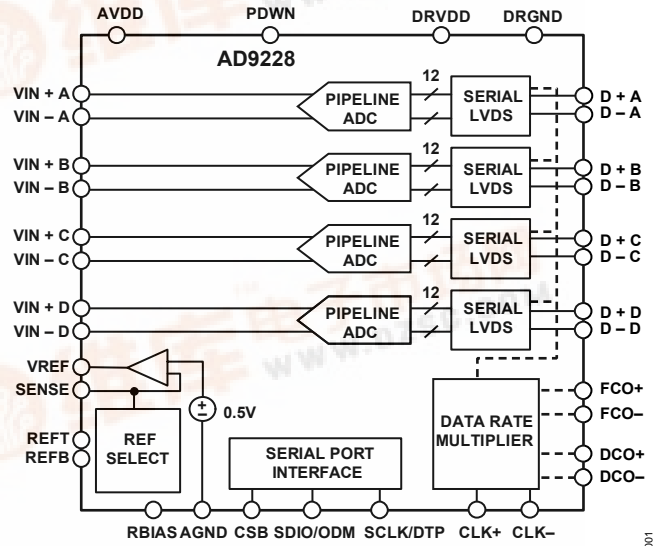 AVDD PDWN DRVDD DRGND
AD9228
VIN + A
VIN – A
PIPELINE
ADC
12
SERIAL
LVDS
D + A
D – A
VIN + B
VIN – B
PIPELINE
ADC
12
SERIAL
LVDS
D + B
D – B
VIN + C
VIN – C
PIPELINE
ADC
12
SERIAL
LVDS
D + C
D – C
VIN + D
VIN – D
PIPELINE
ADC
12
SERIAL
LVDS
D + D
D – D
VREF
SENSE
REFT
REFB
+
–
0.5V
REF
SELECT
SERIAL PORT
INTERFACE
DATA RATE
MULTIPLIER
FCO+
FCO–
DCO+
DCO–
RBIAS AGND CSB SDIO/ODM SCLK/DTP CLK+ CLK–
001